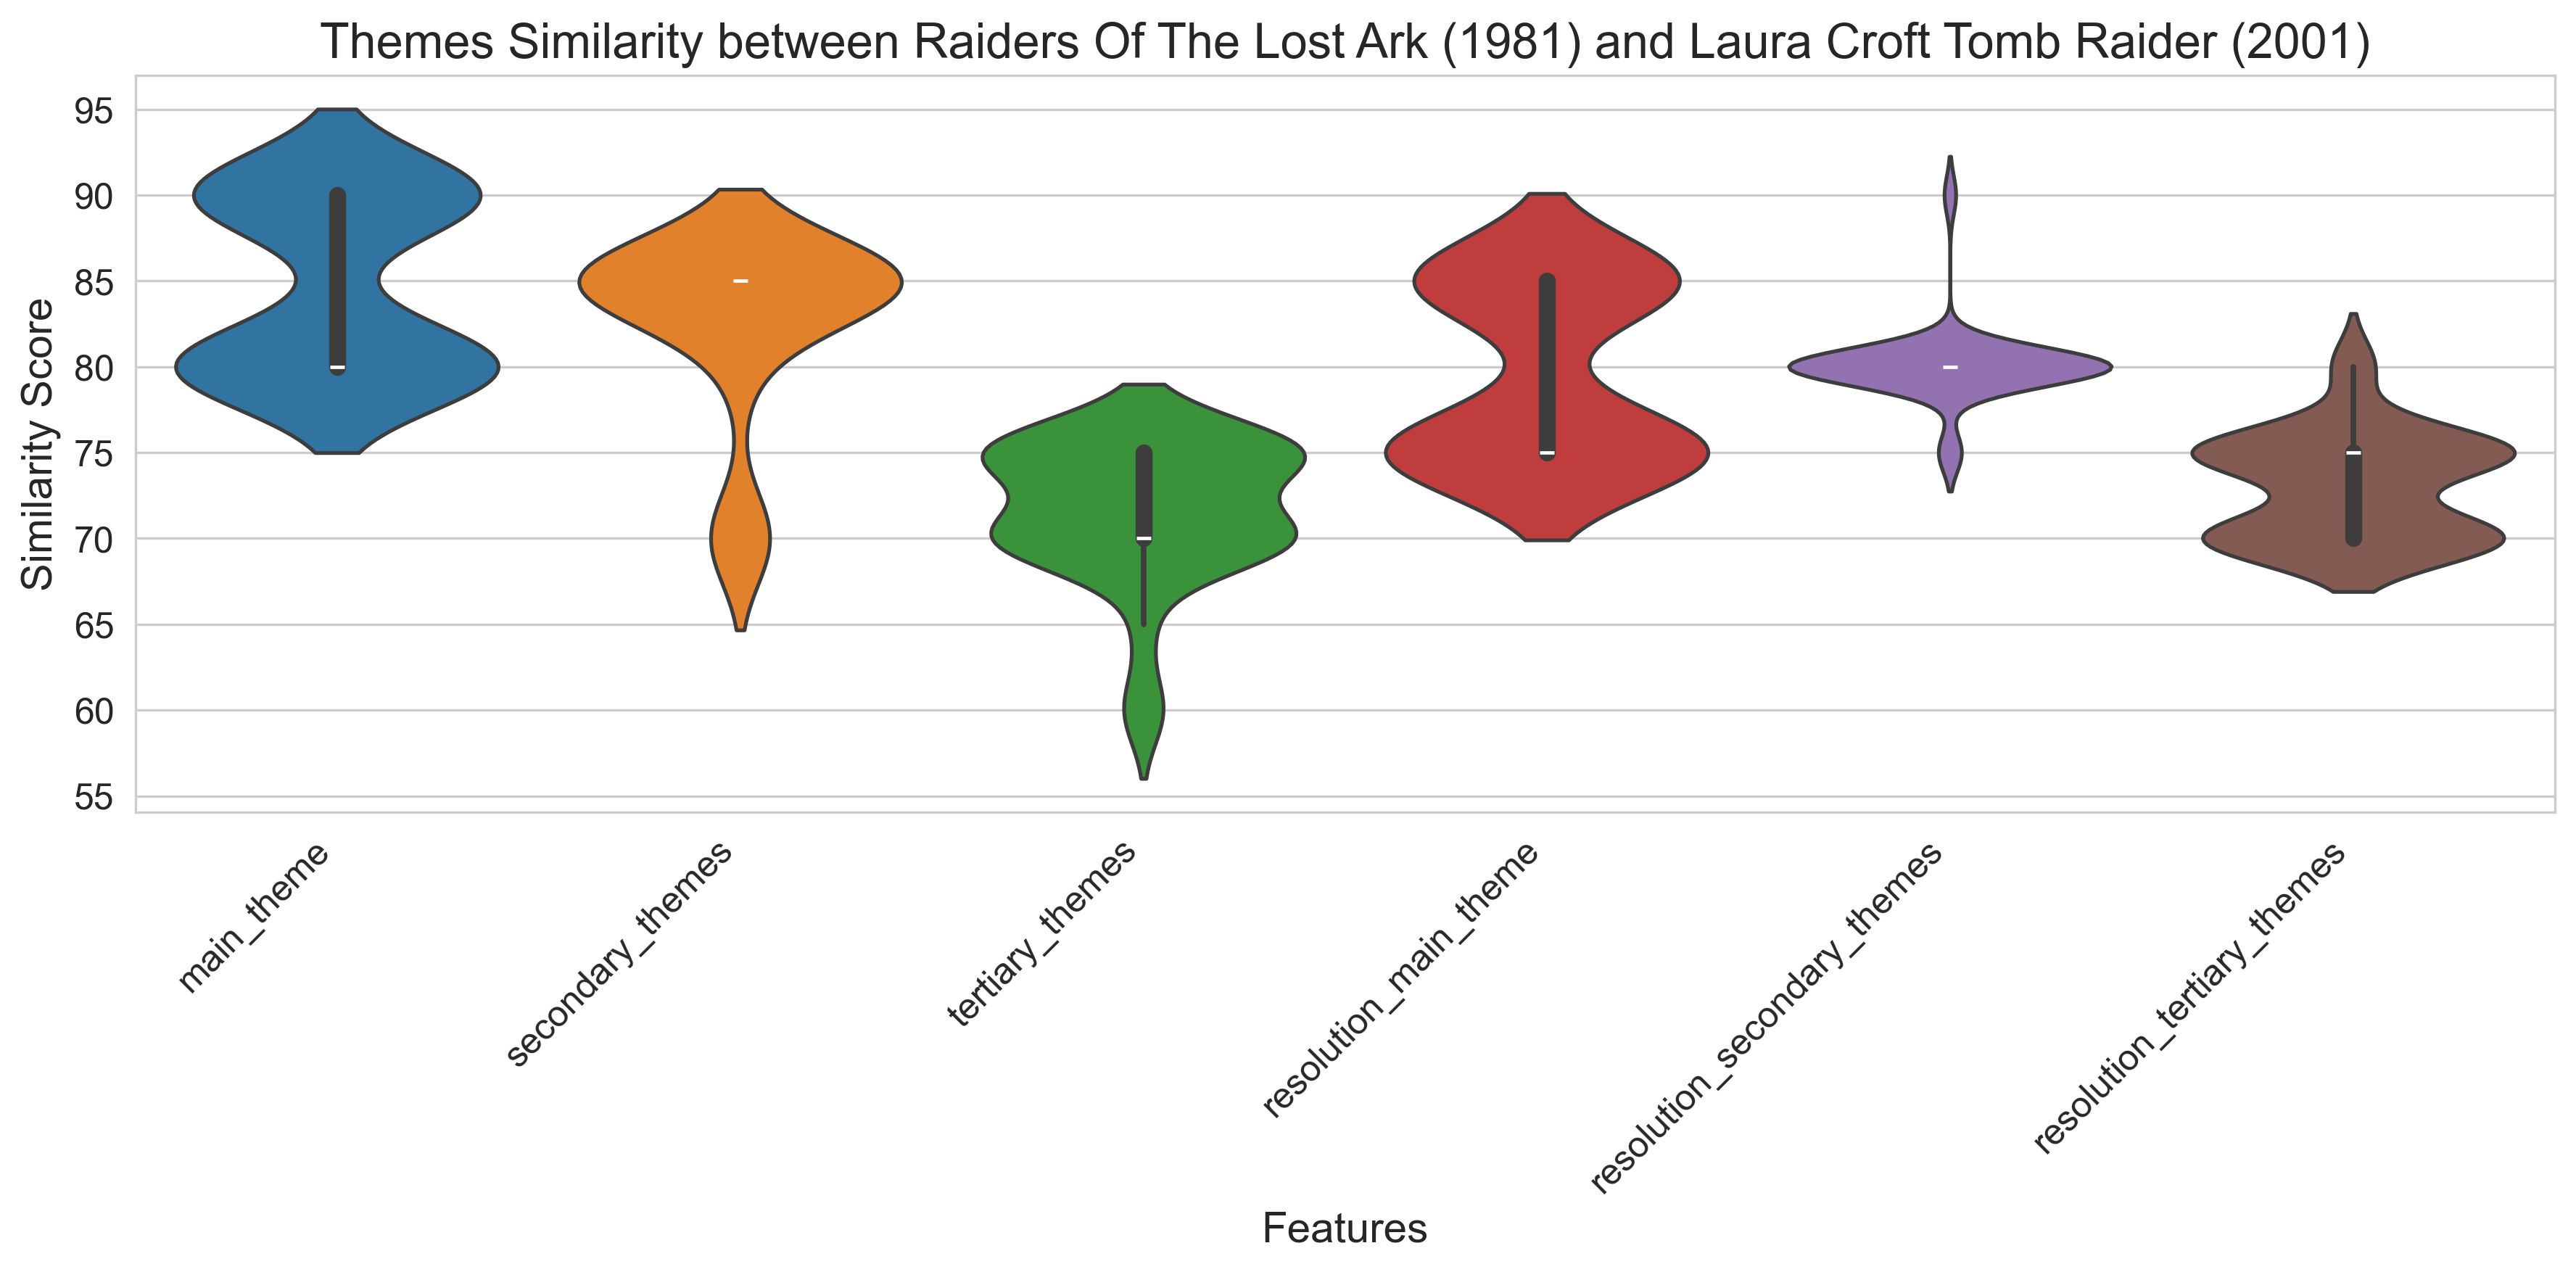 Themes Similarity between Raiders Of The Lost Ark (1981) and Laura Croft Tomb Raider (2001)
Similarity Score
95
90
85
80
75
70
65
60
55
main_theme
secondary_themes
tertiary_themes
resolution_main_theme
resolution_secondary_themes
resolution_tertiary_themes
Features